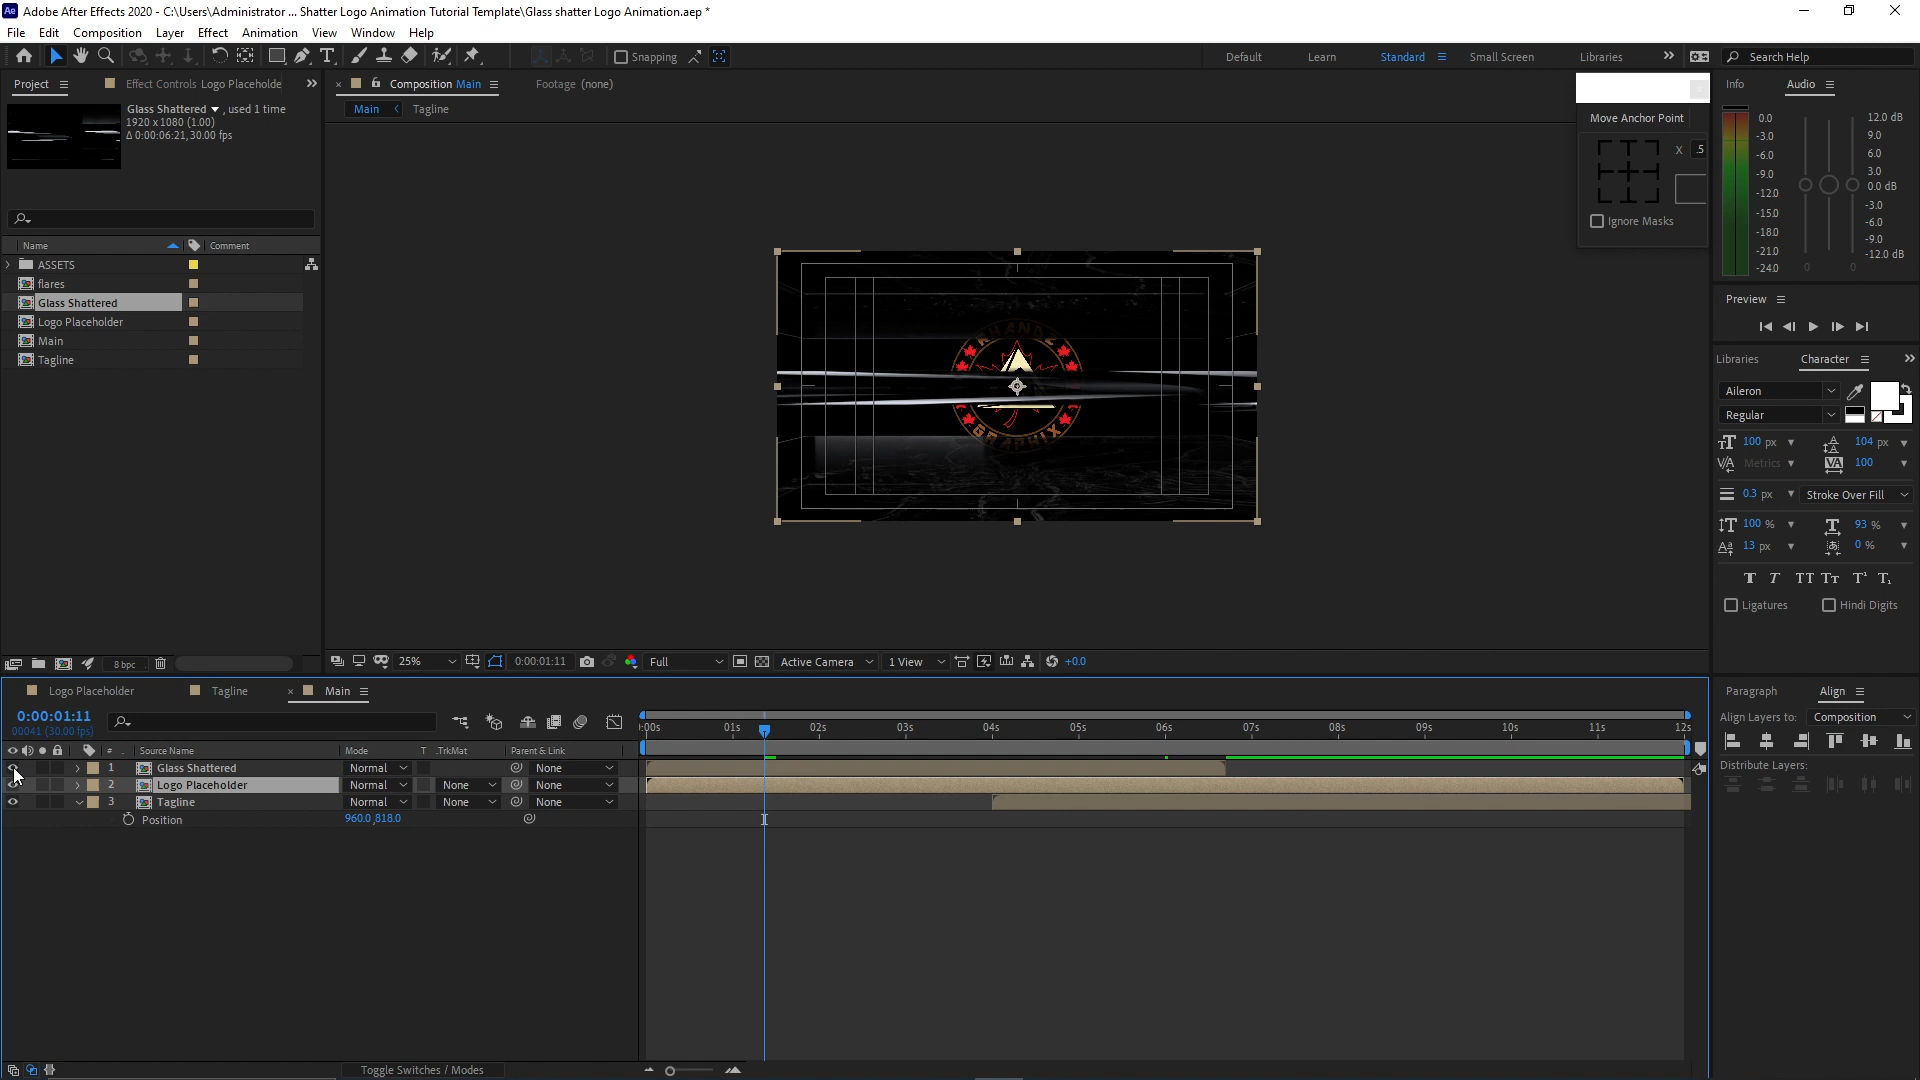 Adobe After Effects 2020 - C:\Users\Administrator ... Shatter Logo Animation Tutorial Template\Glass shatter Logo Animation.aep *
File Edit Composition Layer Effect Animation View Window Help
Snapping
Default Learn Standard Small Screen Libraries
Search Help
Project Effect Controls Logo Placeholde
Composition Main Footage (none)
Info Audio
Glass Shattered , used 1 time
1920 x 1080 (1.00)
Δ 0:00:06:21, 30.00 fps
Main Tagline
Move Anchor Point
X .5
Ignore Masks
0.0
-3.0
-6.0
-9.0
-12.0
-15.0
-18.0
-21.0
-24.0
0 0
12.0 dB
9.0
6.0
3.0
0.0 dB
-3.0
-6.0
-9.0
-12.0 dB
Name Comment
ASSETS
flares
Glass Shattered
Logo Placeholder
Main
Tagline
KHANDZ
GRAPHIX
Preview
Libraries Character
Aileron
Regular
100 px 104 px
Metrics 100
0.3 px Stroke Over Fill
100 % 93 %
13 px 0 %
Ligatures Hindi Digits
8 bpc
25% 0:00:01:11 Full Active Camera 1 View +0.0
Logo Placeholder Tagline Main
0:00:01:11
00041 (30.00 fps)
:00s 01s 02s 03s 04s 05s 06s 07s 08s 09s 10s 11s 12s
# Source Name Mode T .TrkMat Parent & Link
1 Glass Shattered Normal None
2 Logo Placeholder Normal None None
3 Tagline Normal None None
Position 960.0,818.0
Toggle Switches / Modes
Paragraph Align
Align Layers to: Composition
Distribute Layers: